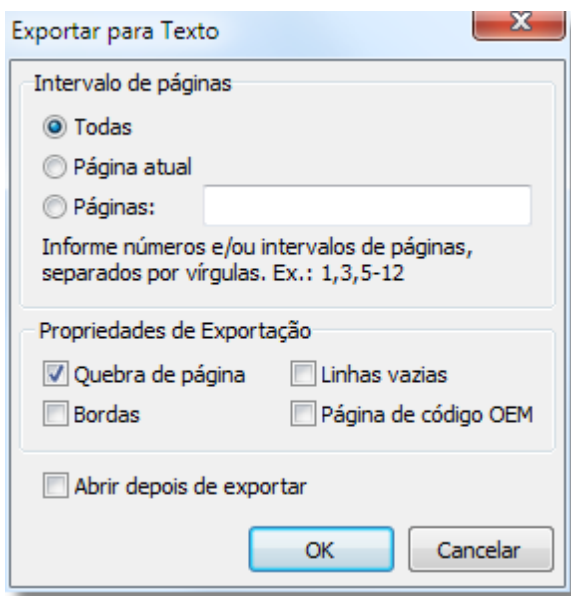 Exportar para Texto
Intervalo de páginas
Todas
Página atual
Páginas:
Informe números e/ou intervalos de páginas,
separados por vírgulas. Ex.: 1,3,5-12
Propriedades de Exportação
Quebra de página
Linhas vazias
Bordas
Página de código OEM
Abrir depois de exportar
OK
Cancelar